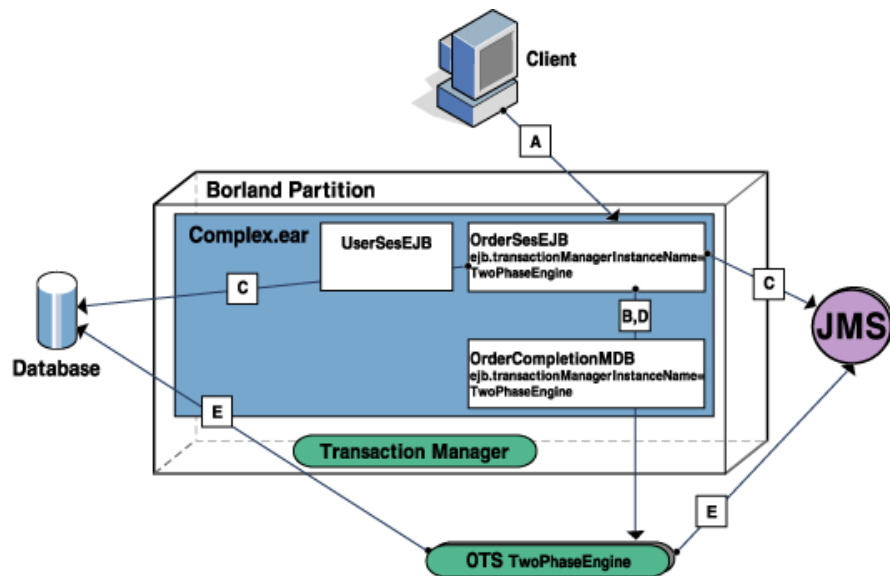 Client
A
Borland Partition
Complex.ear
UserSesEJB
OrderSesEJB
ejb.transactionManagerInstanceName=
TwoPhaseEngine
C
C
B,D
JMS
Database
OrderCompletionMDB
ejb.transactionManagerInstanceName=
TwoPhaseEngine
E
Transaction Manager
E
OTS TwoPhaseEngine